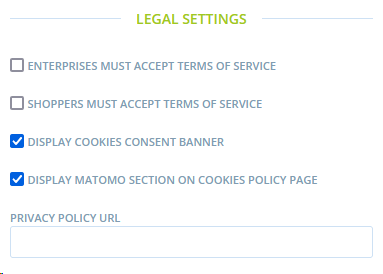 LEGAL SETTINGS
ENTERPRISES MUST ACCEPT TERMS OF SERVICE
SHOPPERS MUST ACCEPT TERMS OF SERVICE
DISPLAY COOKIES CONSENT BANNER
DISPLAY MATOMO SECTION ON COOKIES POLICY PAGE
PRIVACY POLICY URL